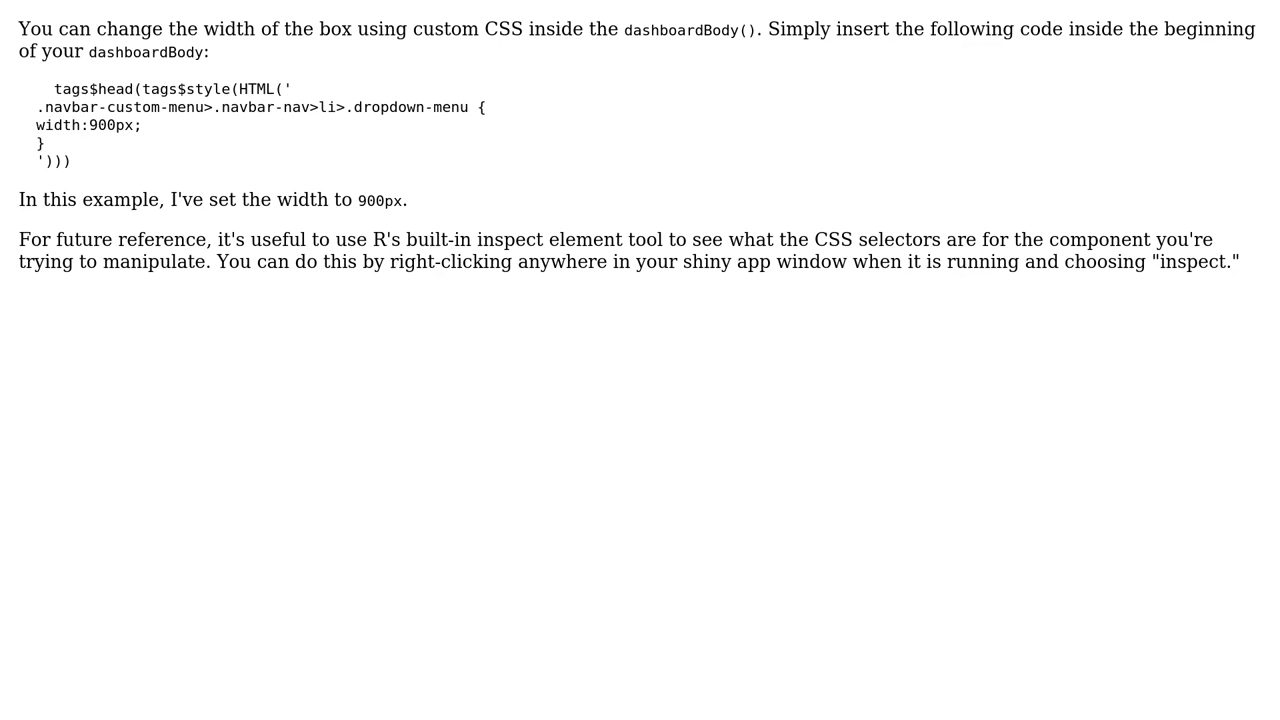 You can change the width of the box using custom CSS inside the dashboardBody(). Simply insert the following code inside the beginning
of your dashboardBody:
tags$head(tags$style(HTML('
.navbar-custom-menu>.navbar-nav>li>.dropdown-menu {
width:900px;
}
')))
In this example, I've set the width to 900px.
For future reference, it's useful to use R's built-in inspect element tool to see what the CSS selectors are for the component you're
trying to manipulate. You can do this by right-clicking anywhere in your shiny app window when it is running and choosing "inspect."